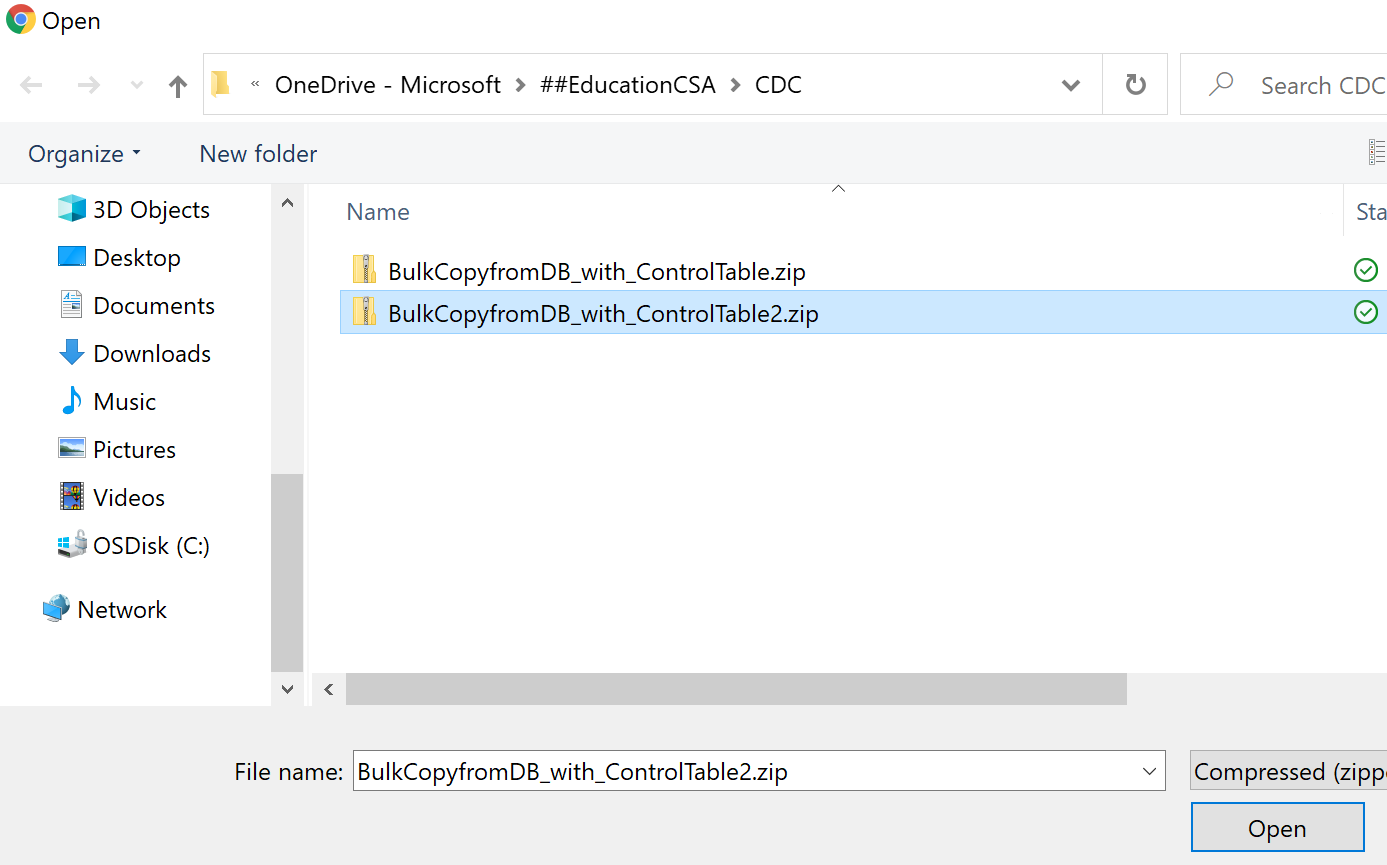 Open
« OneDrive - Microsoft > ##EducationCSA > CDC
Search CDC
Organize
New folder
Name
Sta
3D Objects
Desktop
Documents
Downloads
Music
Pictures
Videos
OSDisk (C:)
Network
BulkCopyfromDB_with_ControlTable.zip
BulkCopyfromDB_with_ControlTable2.zip
File name: BulkCopyfromDB_with_ControlTable2.zip
Compressed (zipp
Open